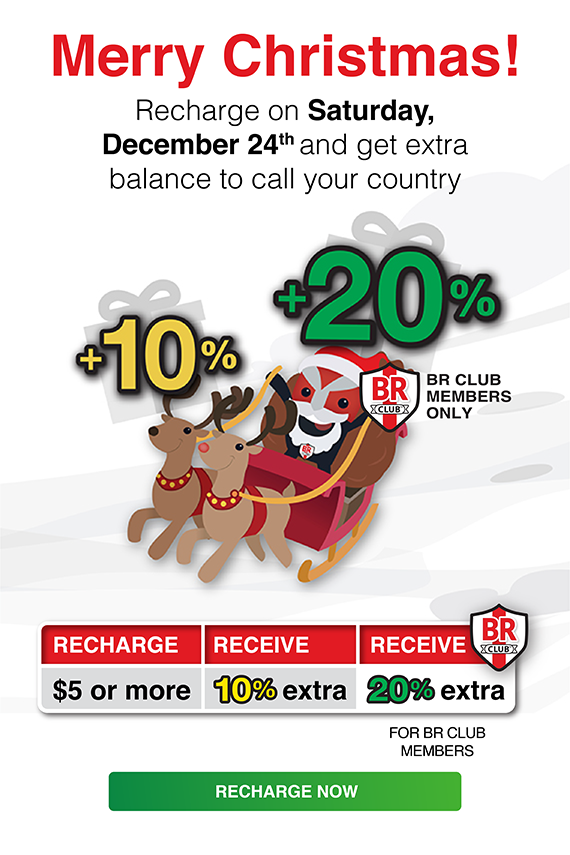 Merry Christmas!
Recharge on Saturday,
December 24th and get extra
balance to call your country
+20%
+10%
BR
CLUB
BR CLUB
MEMBERS
ONLY
BR
RECHARGE RECEIVE RECEIVE BR
CLUB
$5 or more 10% extra 20% extra
FOR BR CLUB
MEMBERS
RECHARGE NOW